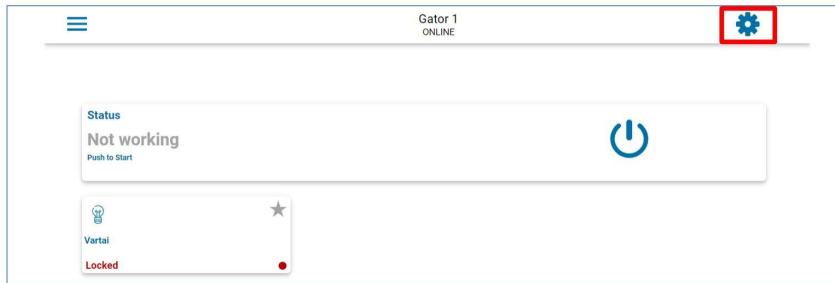 Gator 1
ONLINE
Status
Not working
Push to Start
Vartai
Locked